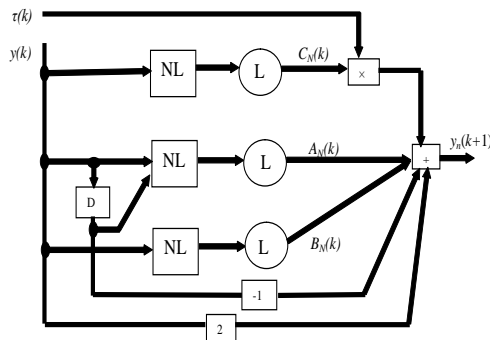 τ(k)
y(k)
NL
L
C_N(k)
×
NL
L
A_N(k)
+
y_n(k+1)
D
NL
L
B_N(k)
-1
2